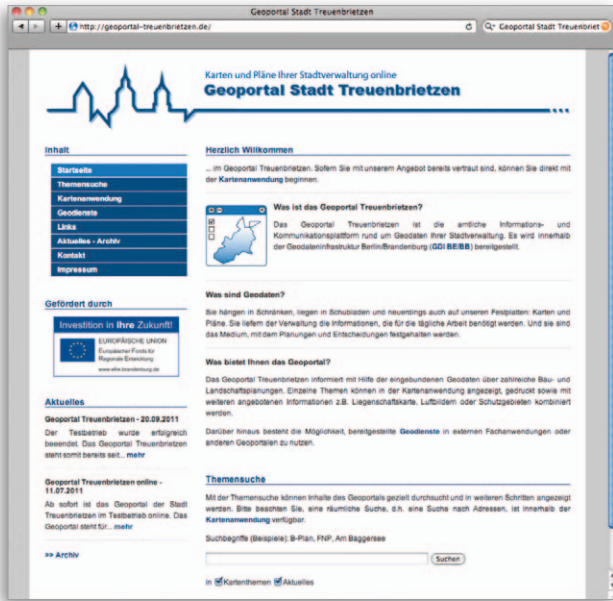 Geoportal Stadt Treuenbrietzen
http://geoportal-treuenbrietzen.de/
Geoportal Stadt Treuenbriet
Karten und Pläne Ihrer Stadtverwaltung online
Geoportal Stadt Treuenbrietzen
Inhalt
Startseite
Themensuche
Kartenanwendung
Geodienste
Links
Aktuelles - Archiv
Kontakt
Impressum
Gefördert durch
Investition in Ihre Zukunft!
EUROPÄISCHE UNION
Europäischer Fonds für
Regionale Entwicklung
www.efre.brandenburg.de
Aktuelles
Geoportal Treuenbrietzen - 20.09.2011
Der Testbetrieb wurde erfolgreich
beeendet. Das Geoportal Treuenbrietzen
steht somit bereits seit... mehr
Geoportal Treuenbrietzen online -
11.07.2011
Ab sofort ist das Geoportal der Stadt
Treuenbrietzen im Testbetrieb online. Das
Geoportal steht für... mehr
>> Archiv
Herzlich Willkommen
... im Geoportal Treuenbrietzen. Sofern Sie mit unserem Angebot bereits vertraut sind, können Sie direkt mit
der Kartenanwendung beginnen.
Was ist das Geoportal Treuenbrietzen?
Das Geoportal Treuenbrietzen ist die amtliche Informations- und
Kommunikationsplattform rund um Geodaten Ihrer Stadtverwaltung. Es wird innerhalb
der Geodateninfrastruktur Berlin/Brandenburg (GDI BE/BB) bereitgestellt.
Was sind Geodaten?
Sie hängen in Schränken, liegen in Schubladen und neuerdings auch auf unseren Festplatten: Karten und
Pläne. Sie liefern der Verwaltung die Informationen, die für die tägliche Arbeit benötigt werden. Und sie sind
das Medium, mit dem Planungen und Entscheidungen festgehalten werden.
Was bietet Ihnen das Geoportal?
Das Geoportal Treuenbrietzen informiert mit Hilfe der eingebundenen Geodaten über zahlreiche Bau- und
Landschaftsplanungen. Einzelne Themen können in der Kartenanwendung angezeigt, gedruckt sowie mit
weiteren angebotenen Informationen z.B. Liegenschaftskarte, Luftbildern oder Schutzgebieten kombiniert
werden.
Darüber hinaus besteht die Möglichkeit, bereitgestellte Geodienste in externen Fachanwendungen oder
anderen Geoportalen zu nutzen.
Themensuche
Mit der Themensuche können Inhalte des Geoportals gezielt durchsucht und in weiteren Schritten angezeigt
werden. Bitte beachten Sie, eine räumliche Suche, d.h. eine Suche nach Adressen, ist innerhalb der
Kartenanwendung verfügbar.
Suchbegriffe (Beispiele): B-Plan, FNP, Am Baggersee
Suchen
in Kartenthemen Aktuelles